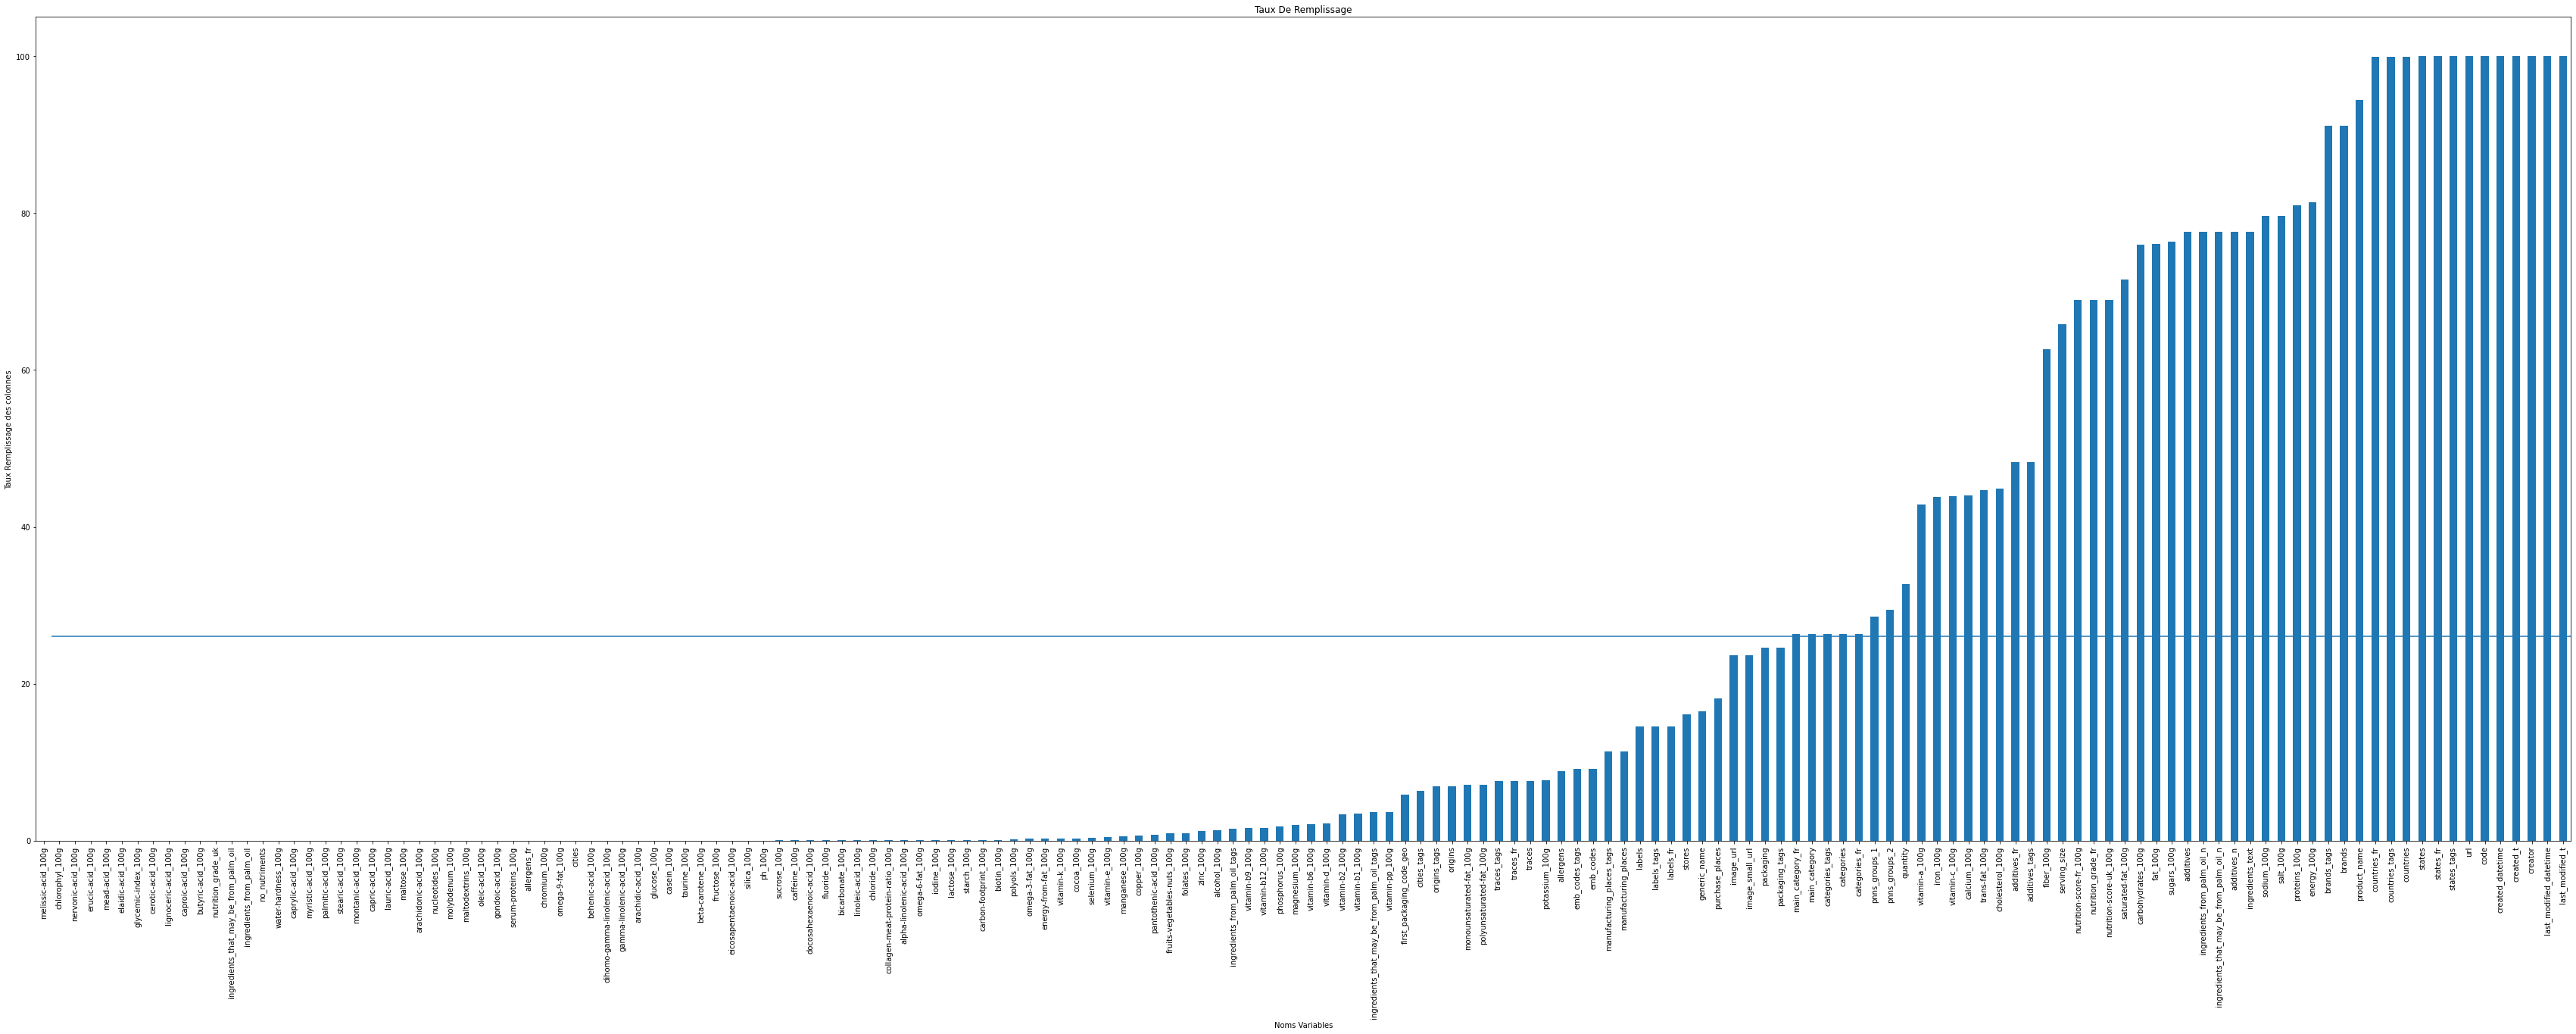 Taux De Remplissage
Taux Remplissage des colonnes
100
80
60
40
20
0
melissic-acid_100g
chlorophyl_100g
nervonic-acid_100g
erucic-acid_100g
mead-acid_100g
elaidic-acid_100g
glycemic-index_100g
cerotic-acid_100g
lignoceric-acid_100g
caproic-acid_100g
butyric-acid_100g
nutrition_grade_uk
ingredients_that_may_be_from_palm_oil
ingredients_from_palm_oil
no_nutriments
water-hardness_100g
caprylic-acid_100g
myristic-acid_100g
palmitic-acid_100g
stearic-acid_100g
montanic-acid_100g
capric-acid_100g
lauric-acid_100g
maltose_100g
arachidonic-acid_100g
nucleotides_100g
molybdenum_100g
maltodextrins_100g
oleic-acid_100g
gondoic-acid_100g
serum-proteins_100g
allergens_fr
chromium_100g
omega-9-fat_100g
cities
behenic-acid_100g
dihomo-gamma-linolenic-acid_100g
gamma-linolenic-acid_100g
arachidic-acid_100g
glucose_100g
casein_100g
taurine_100g
beta-carotene_100g
fructose_100g
eicosapentaenoic-acid_100g
silica_100g
ph_100g
sucrose_100g
caffeine_100g
docosahexaenoic-acid_100g
fluoride_100g
bicarbonate_100g
linoleic-acid_100g
chloride_100g
collagen-meat-protein-ratio_100g
alpha-linolenic-acid_100g
omega-6-fat_100g
iodine_100g
lactose_100g
starch_100g
carbon-footprint_100g
biotin_100g
polyols_100g
omega-3-fat_100g
energy-from-fat_100g
vitamin-k_100g
cocoa_100g
selenium_100g
vitamin-e_100g
manganese_100g
copper_100g
pantothenic-acid_100g
fruits-vegetables-nuts_100g
folates_100g
zinc_100g
alcohol_100g
ingredients_from_palm_oil_tags
vitamin-b9_100g
vitamin-b12_100g
phosphorus_100g
magnesium_100g
vitamin-b6_100g
vitamin-d_100g
vitamin-b2_100g
vitamin-b1_100g
ingredients_that_may_be_from_palm_oil_tags
vitamin-pp_100g
first_packaging_code_geo
cities_tags
origins_tags
origins
monounsaturated-fat_100g
polyunsaturated-fat_100g
traces_tags
traces_fr
traces
potassium_100g
allergens
emb_codes_tags
emb_codes
manufacturing_places_tags
manufacturing_places
labels
labels_tags
labels_fr
stores
generic_name
purchase_places
image_url
image_small_url
packaging
packaging_tags
main_category_fr
main_category
categories_tags
categories
categories_fr
pnns_groups_1
pnns_groups_2
quantity
vitamin-a_100g
iron_100g
vitamin-c_100g
calcium_100g
trans-fat_100g
cholesterol_100g
additives_fr
additives_tags
fiber_100g
serving_size
nutrition-score-fr_100g
nutrition_grade_fr
nutrition-score-uk_100g
saturated-fat_100g
carbohydrates_100g
fat_100g
sugars_100g
additives
ingredients_from_palm_oil_n
ingredients_that_may_be_from_palm_oil_n
additives_n
ingredients_text
sodium_100g
salt_100g
proteins_100g
energy_100g
brands_tags
brands
product_name
countries_fr
countries_tags
countries
states
states_fr
states_tags
url
code
created_datetime
created_t
creator
last_modified_datetime
last_modified_t
Noms Variables